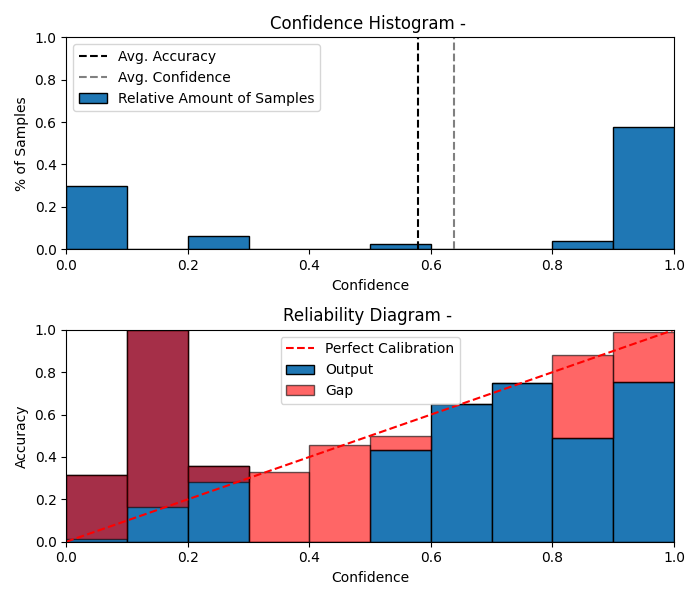 Confidence Histogram -
1.0
0.8
0.6
0.4
0.2
0.0
% of Samples
Avg. Accuracy
Avg. Confidence
Relative Amount of Samples
0.0 0.2 0.4 0.6 0.8 1.0
Confidence
Reliability Diagram -
1.0
0.8
0.6
0.4
0.2
0.0
Accuracy
Perfect Calibration
Output
Gap
0.0 0.2 0.4 0.6 0.8 1.0
Confidence